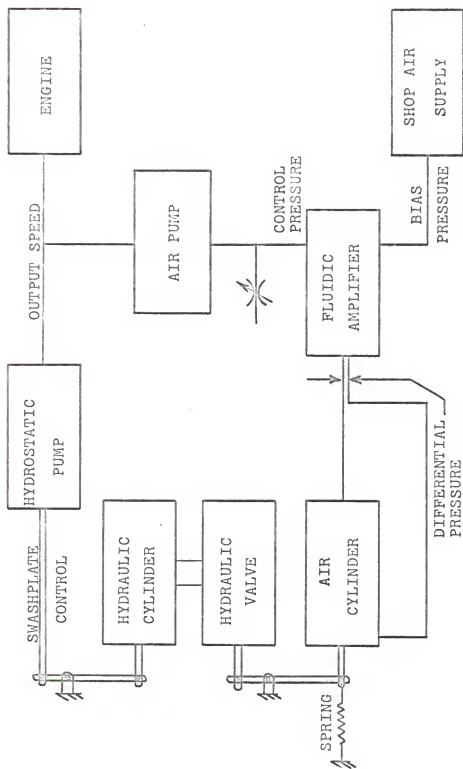 ENGINE
OUTPUT SPEED
HYDROSTATIC
PUMP
SWASHPLATE
CONTROL
AIR PUMP
HYDRAULIC
CYLINDER
CONTROL
PRESSURE
HYDRAULIC
VALVE
SHOP AIR
SUPPLY
BIAS
PRESSURE
FLUIDIC
AMPLIFIER
AIR
CYLINDER
SPRING
DIFFERENTIAL
PRESSURE